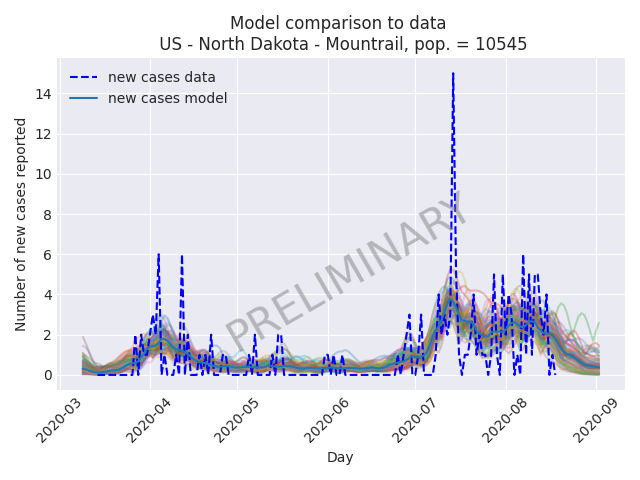 Model comparison to data
US - North Dakota - Mountrail, pop. = 10545
new cases data
new cases model
Number of new cases reported
14
12
10
8
6
4
2
0
PRELIMINARY
2020-03
2020-04
2020-05
2020-06
2020-07
2020-08
2020-09
Day